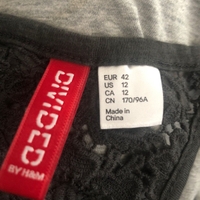 DIVIDED
BY H&M
EUR 42
US 12
CA 12
CN 170/96A
Made in
China